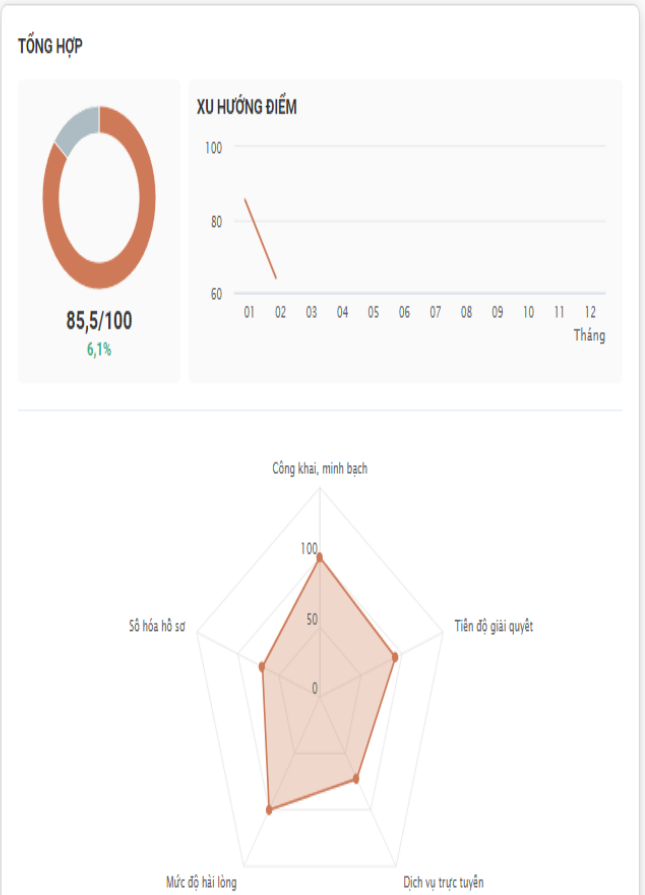 TỔNG HỢP
85,5/100
6,1%
XU HƯỚNG ĐIỂM
100
80
60
01 02 03 04 05 06 07 08 09 10 11 12
Tháng
Công khai, minh bạch
100
50
0
Số hóa hồ sơ
Tiến độ giải quyết
Mức độ hài lòng
Dịch vụ trực tuyến